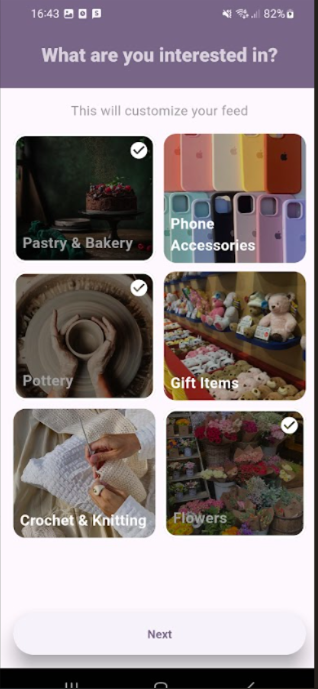 16:43
82%
What are you interested in?
This will customize your feed
Pastry & Bakery
Phone
Accessories
Pottery
Gift Items
Crochet & Knitting
Flowers
Next